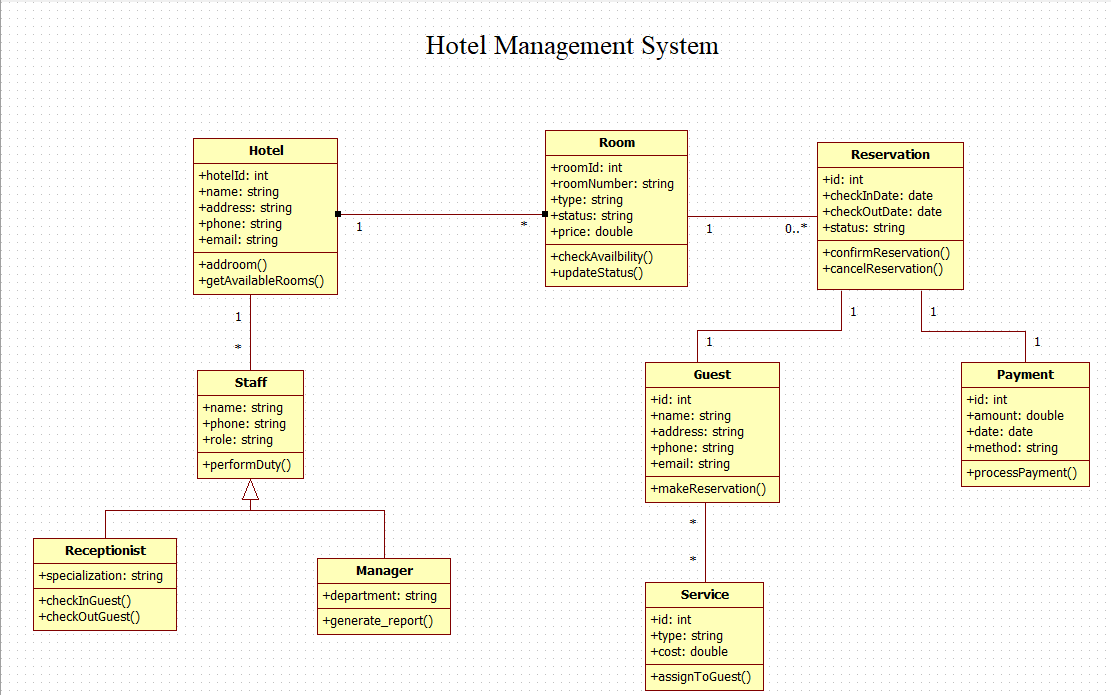 Hotel Management System
Hotel
+hotelId: int
+name: string
+address: string
+phone: string
+email: string
+addroom()
+getAvailableRooms()
1
*
Room
+roomId: int
+roomNumber: string
+type: string
+status: string
+price: double
+checkAvailbility()
+updateStatus()
1
0..*
Reservation
+id: int
+checkInDate: date
+checkOutDate: date
+status: string
+confirmReservation()
+cancelReservation()
1
*
1
1
1
1
Staff
+name: string
+phone: string
+role: string
+performDuty()
Guest
+id: int
+name: string
+address: string
+phone: string
+email: string
+makeReservation()
Payment
+id: int
+amount: double
+date: date
+method: string
+processPayment()
*
*
Receptionist
+specialization: string
+checkInGuest()
+checkOutGuest()
Manager
+department: string
+generate_report()
Service
+id: int
+type: string
+cost: double
+assignToGuest()